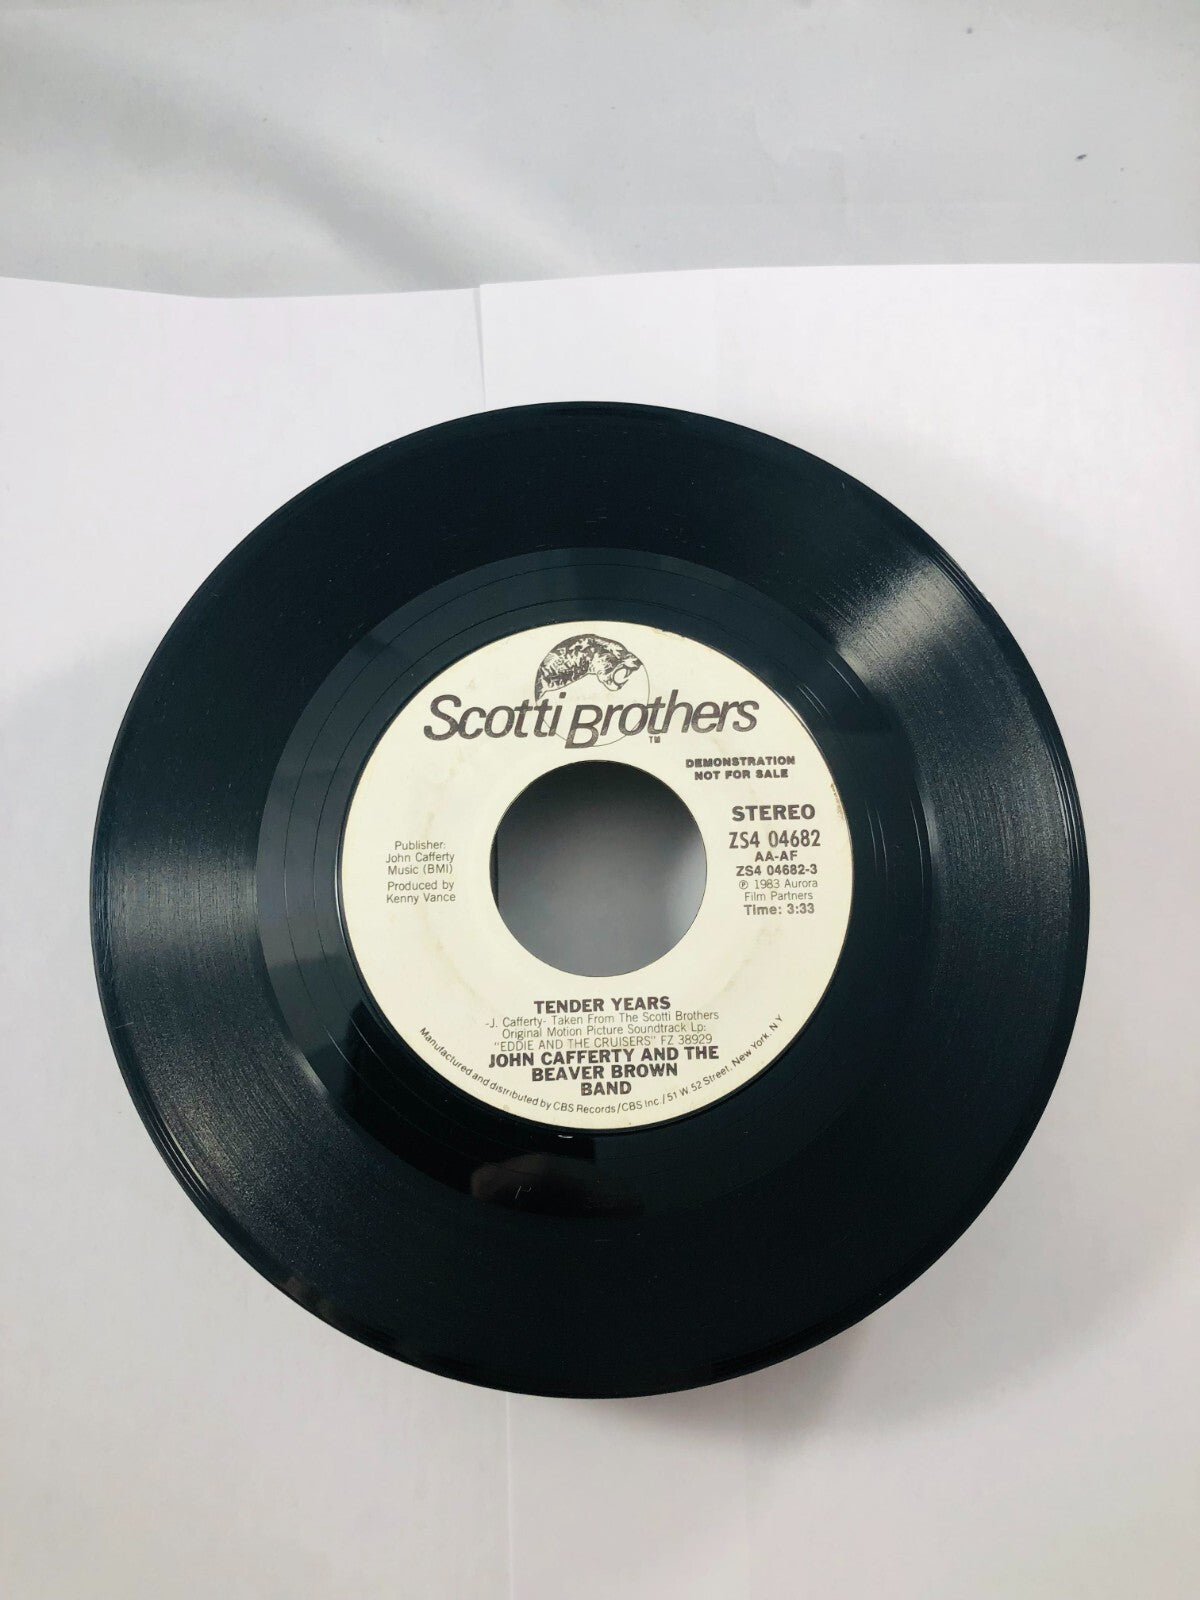 Scotti Brothers
TM
DEMONSTRATION
NOT FOR SALE
STEREO
ZS4 04682
AA-AF
ZS4 04682-3
℗ 1983 Aurora
Film Partners
Time: 3:33
Publisher:
John Cafferty
Music (BMI)
Produced by
Kenny Vance
TENDER YEARS
-J. Cafferty- Taken From The Scotti Brothers
Original Motion Picture Soundtrack Lp:
"EDDIE AND THE CRUISERS" FZ 38929
JOHN CAFFERTY AND THE
BEAVER BROWN
BAND
Manufactured and distributed by CBS Records/CBS Inc./51 W. 52 Street, New York, N.Y.